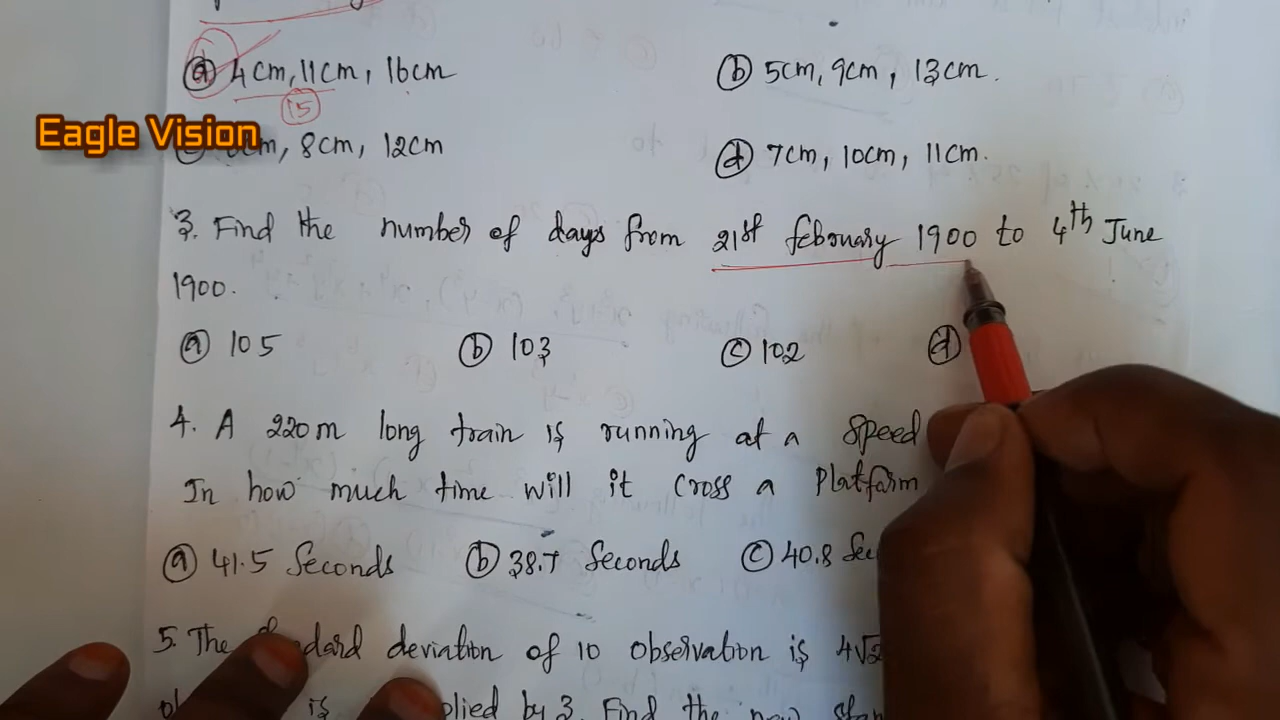 ⓐ 4cm, 11cm, 16cm ⓑ 5cm, 9cm, 13cm.
15
Eagle Vision
8cm, 12cm ⓓ 7cm, 10cm, 11cm.
3. Find the number of days from 21st february 1900 to 4th June
1900.
ⓐ 105 ⓑ 103 ⓒ 102 ⓓ
4. A 220m long train is running at a speed
In how much time will it cross a platform
ⓐ 41.5 Seconds ⓑ 38.7 Seconds ⓒ 40.8
5. The deviation of 10 observation is 4√2
is by 3. Find the new